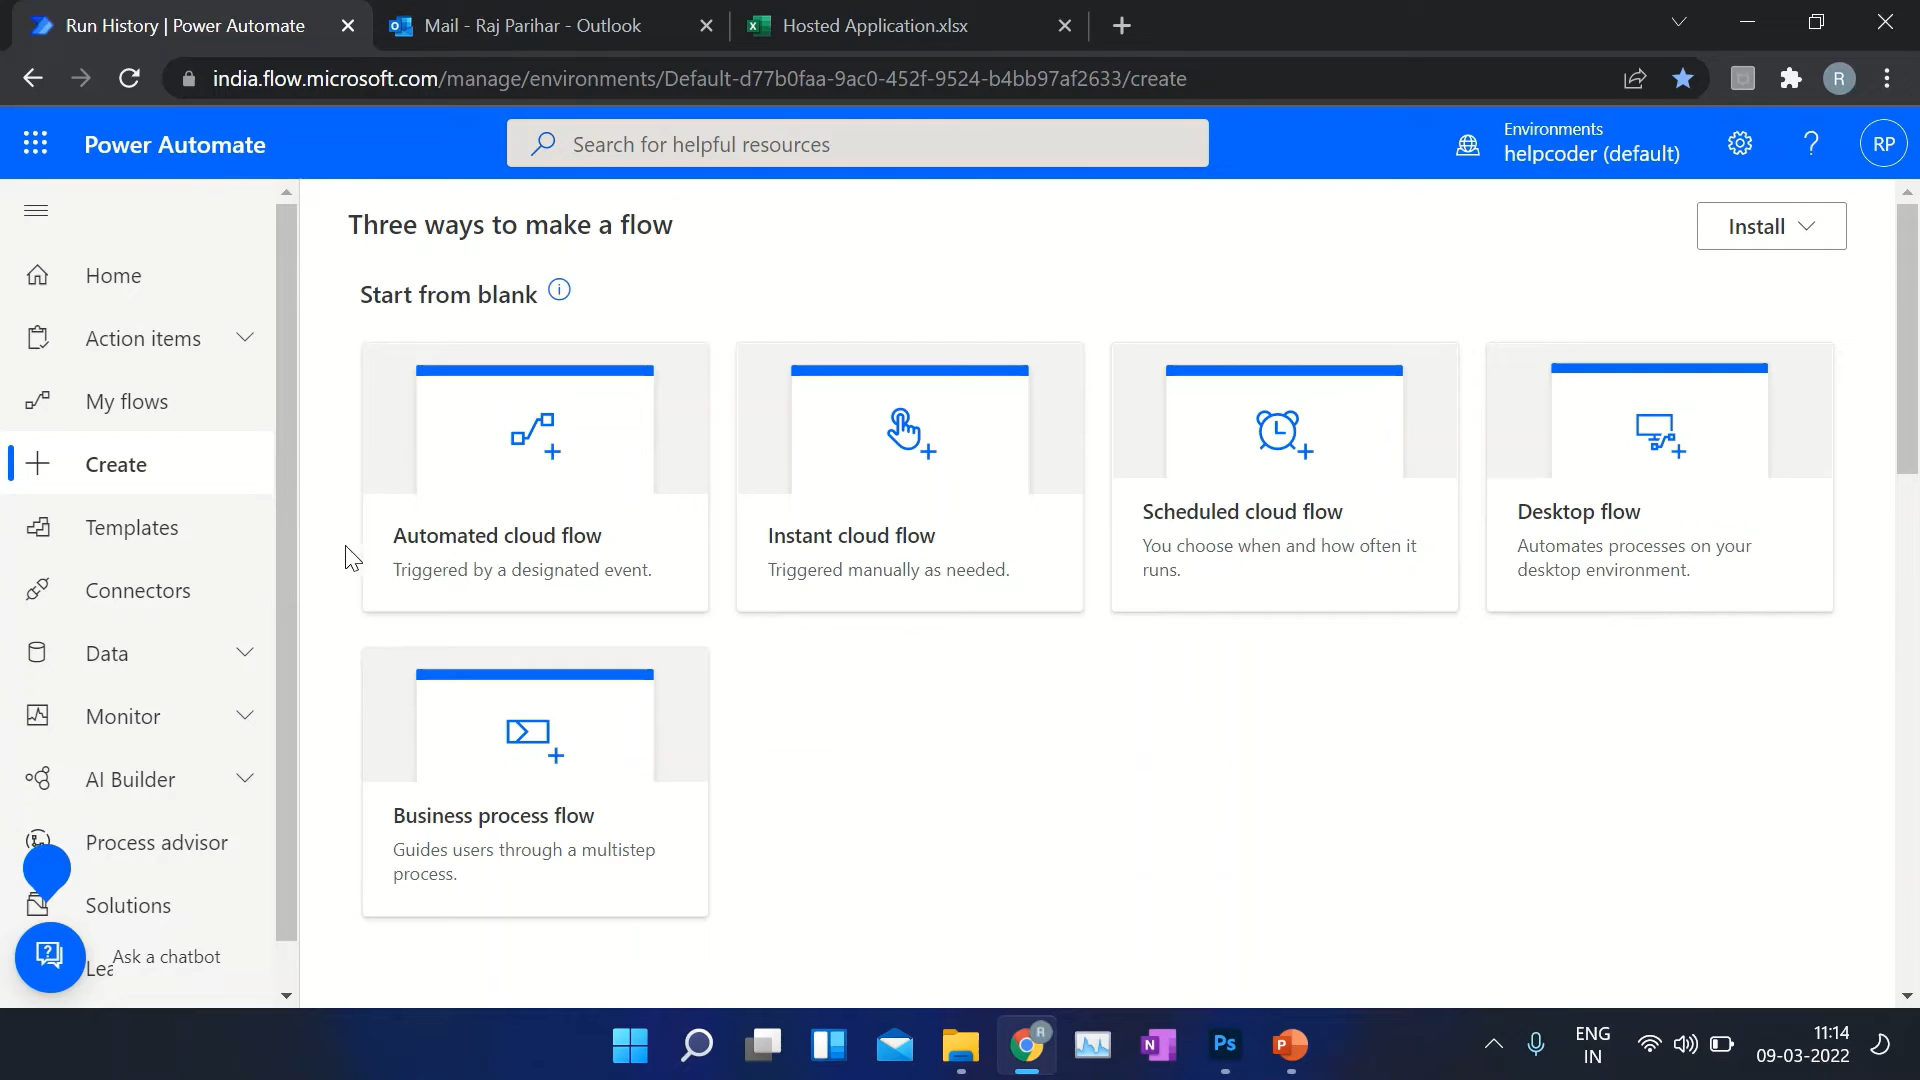 Run History | Power Automate
Mail - Raj Parihar - Outlook
Hosted Application.xlsx
india.flow.microsoft.com/manage/environments/Default-d77b0faa-9ac0-452f-9524-b4bb97af2633/create
R
Power Automate
Search for helpful resources
Environments
helpcoder (default)
RP
Home
Action items
My flows
Create
Templates
Connectors
Data
Monitor
AI Builder
Process advisor
Solutions
Lea
Ask a chatbot
Three ways to make a flow
Install
Start from blank
Automated cloud flow
Triggered by a designated event.
Instant cloud flow
Triggered manually as needed.
Scheduled cloud flow
You choose when and how often it
runs.
Desktop flow
Automates processes on your
desktop environment.
Business process flow
Guides users through a multistep
process.
R
N
Ps
P
ENG
IN
11:14
09-03-2022